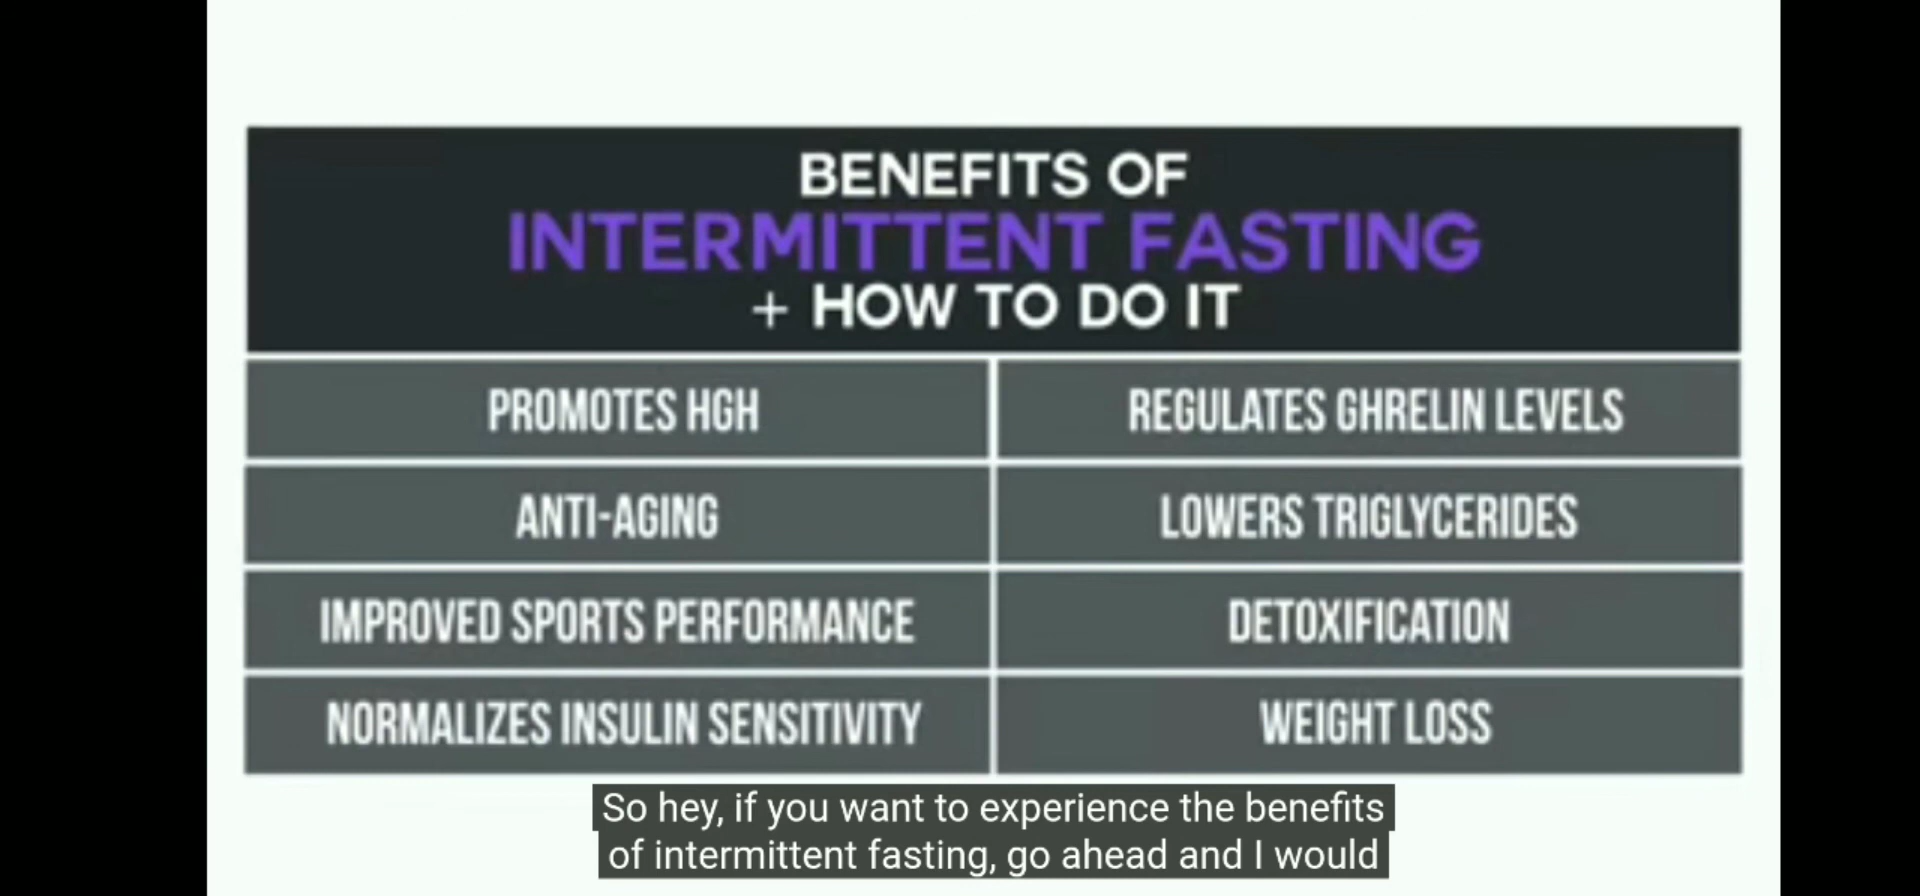 BENEFITS OF
INTERMITTENT FASTING
+ HOW TO DO IT
PROMOTES HGH
REGULATES GHRELIN LEVELS
ANTI-AGING
LOWERS TRIGLYCERIDES
IMPROVED SPORTS PERFORMANCE
DETOXIFICATION
NORMALIZES INSULIN SENSITIVITY
WEIGHT LOSS
So hey, if you want to experience the benefits
of intermittent fasting, go ahead and I would